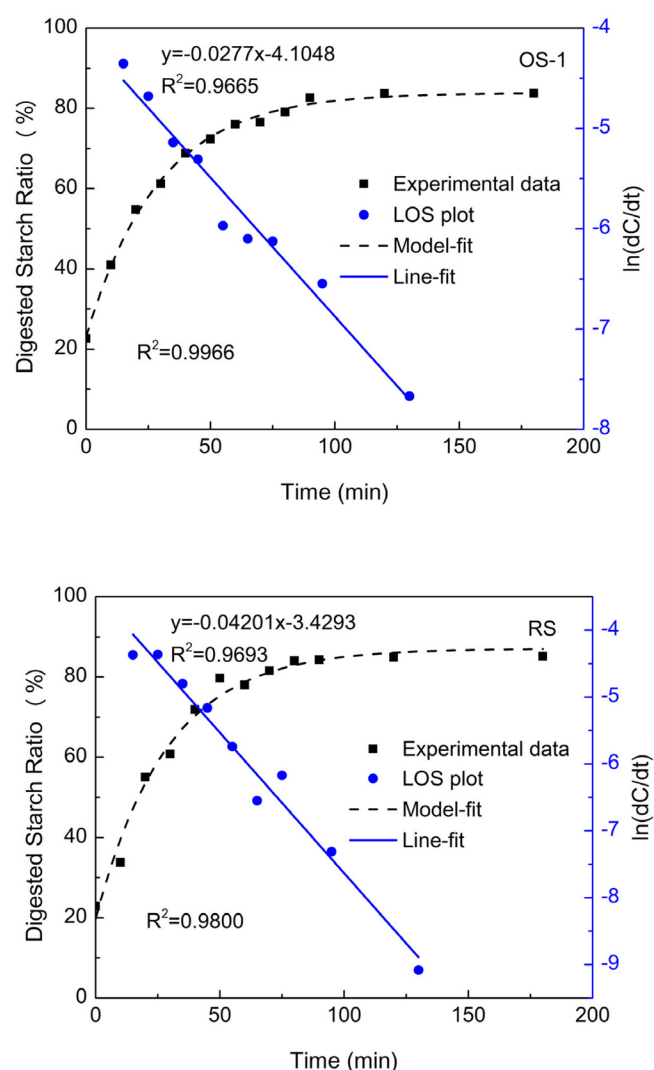 y=-0.0277x-4.1048
R²=0.9665
OS-1
Experimental data
LOS plot
Model-fit
Line-fit
R²=0.9966
100
80
60
40
20
0
Digested Starch Ratio ( %)
-4
-5
-6
-7
-8
ln(dC/dt)
0 50 100 150 200
Time (min)
y=-0.04201x-3.4293
R²=0.9693
RS
Experimental data
LOS plot
Model-fit
Line-fit
R²=0.9800
100
80
60
40
20
0
Digested Starch Ratio ( %)
-4
-5
-6
-7
-8
-9
ln(dC/dt)
0 50 100 150 200
Time (min)